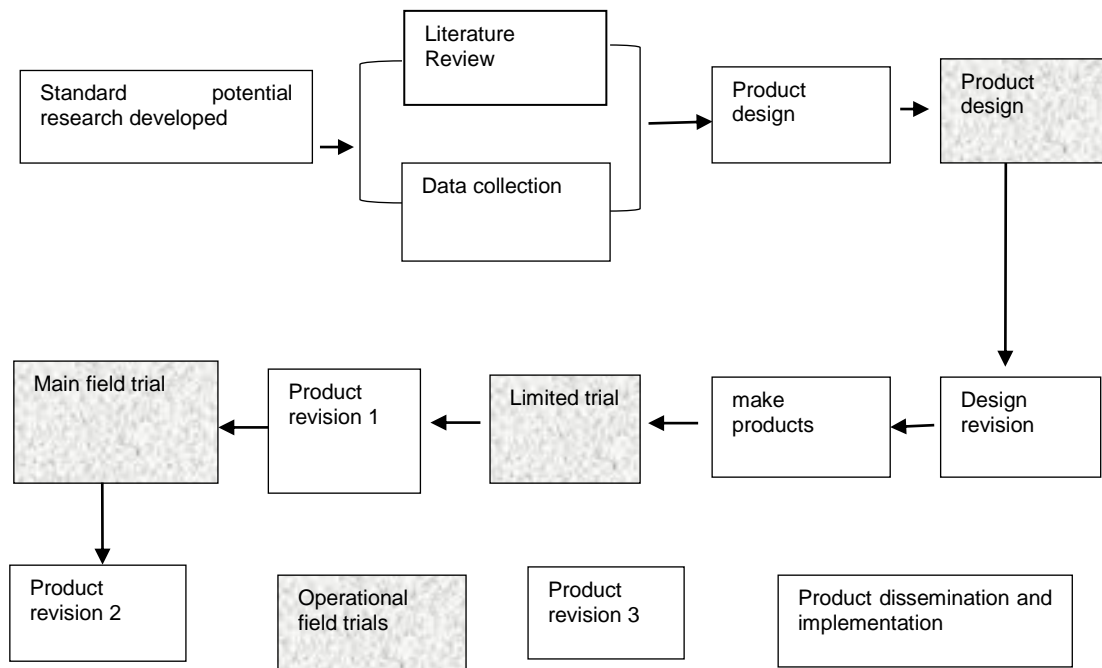 Literature
Review
Standard potential
research developed
Product
design
Product
design
Data collection
Main field trial
Product
revision 1
Limited trial
make
products
Design
revision
Product
revision 2
Operational
field trials
Product
revision 3
Product dissemination and
implementation